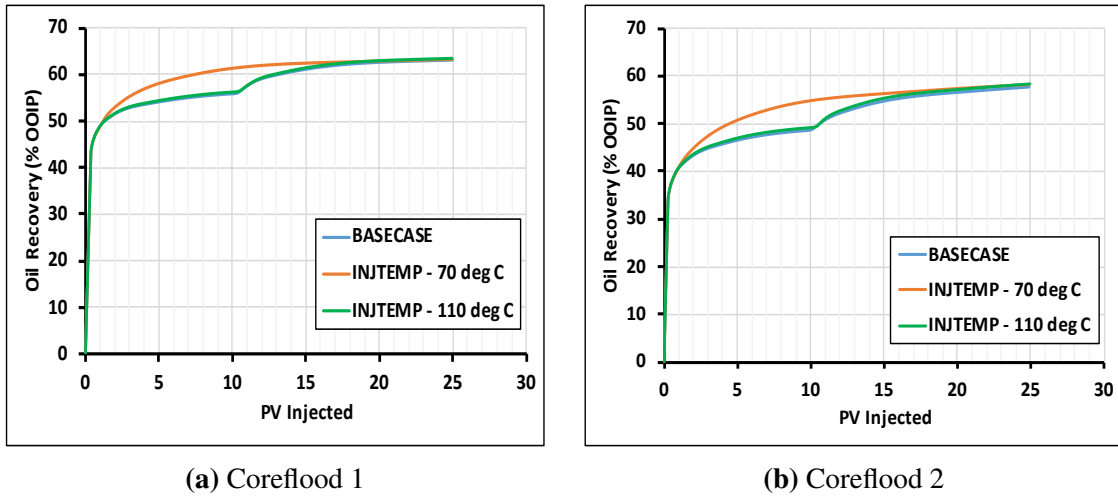 70
60
50
40
30
20
10
0
Oil Recovery (% OOIP)
BASECASE
INJTEMP - 70 deg C
INJTEMP - 110 deg C
0 5 10 15 20 25 30
PV Injected
(a) Coreflood 1
70
60
50
40
30
20
10
0
Oil Recovery (% OOIP)
BASECASE
INJTEMP - 70 deg C
INJTEMP - 110 deg C
0 5 10 15 20 25 30
PV Injected
(b) Coreflood 2